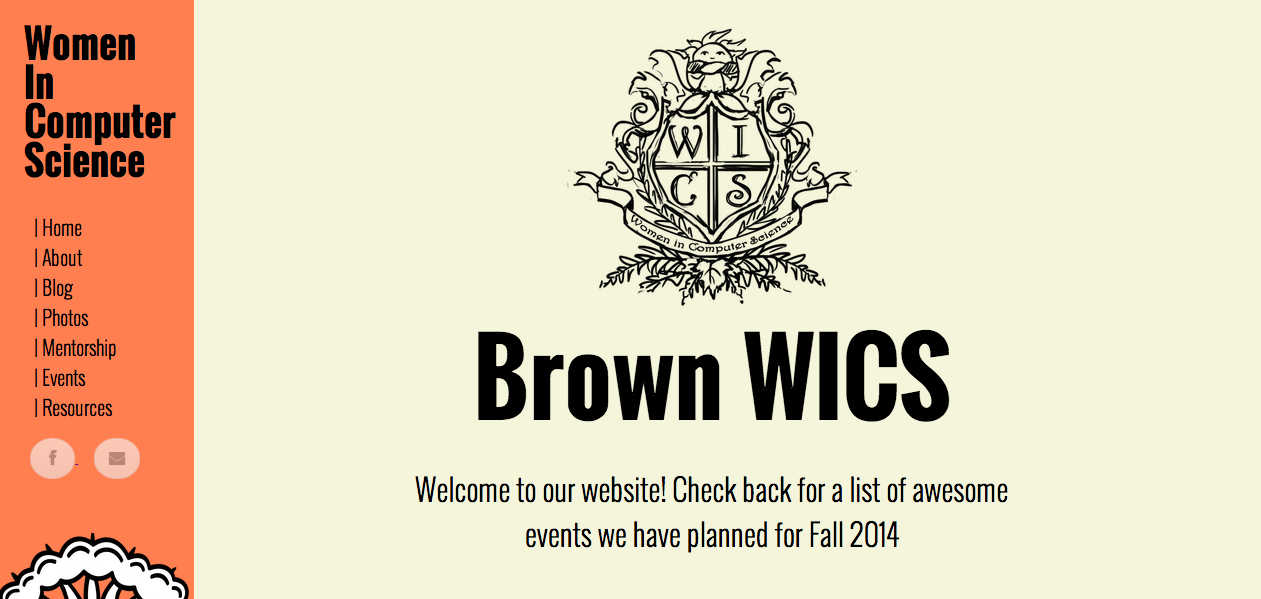 Women
In
Computer
Science
| Home
| About
| Blog
| Photos
| Mentorship
| Events
| Resources
f
W I
C S
Women in Computer Science
Brown WICS
Welcome to our website! Check back for a list of awesome
events we have planned for Fall 2014